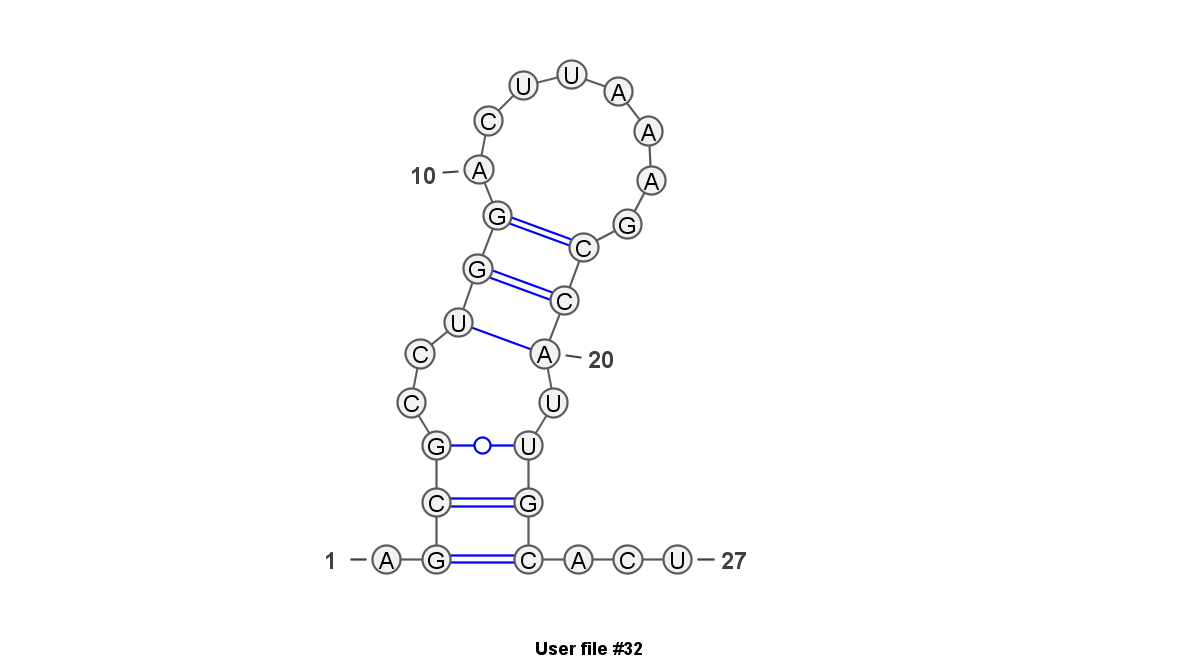 U U
U A
C A
10 A A
G G
C
G C
U
C A 20
C U
G U
C G
1 A G C A C U 27
User file #32